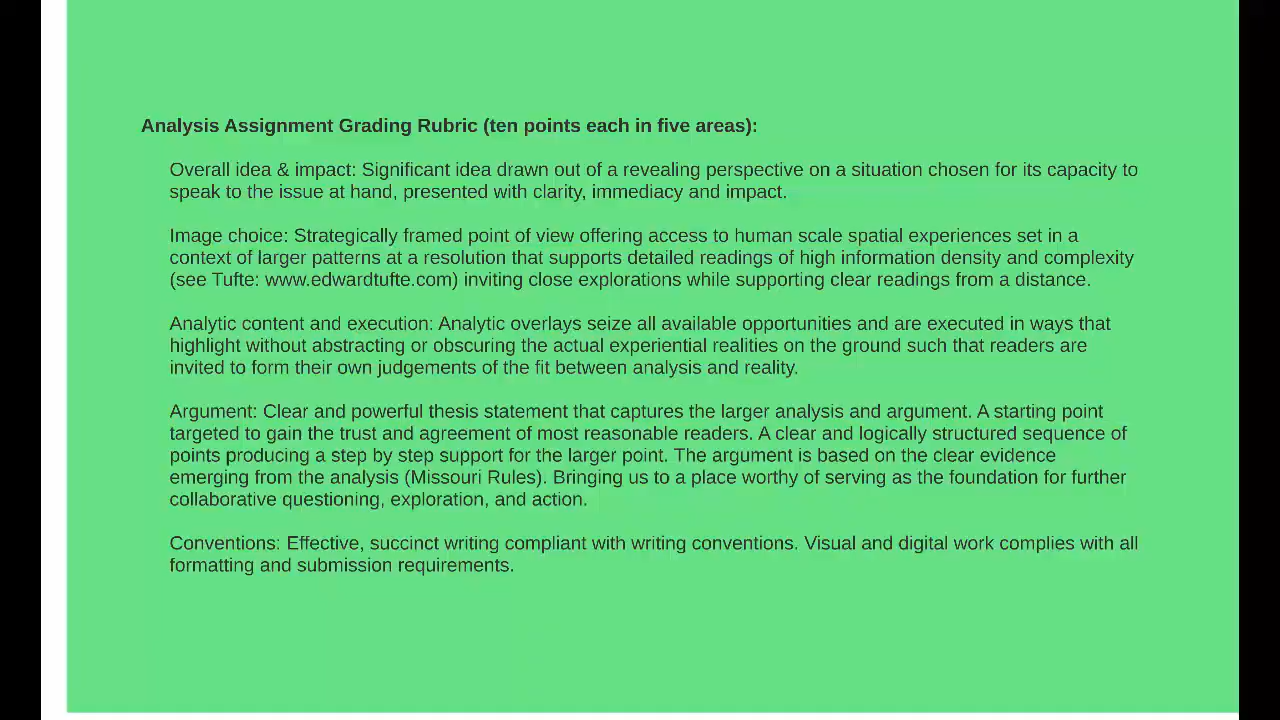 Analysis Assignment Grading Rubric (ten points each in five areas):
Overall idea & impact: Significant idea drawn out of a revealing perspective on a situation chosen for its capacity to
speak to the issue at hand, presented with clarity, immediacy and impact.
Image choice: Strategically framed point of view offering access to human scale spatial experiences set in a
context of larger patterns at a resolution that supports detailed readings of high information density and complexity
(see Tufte: www.edwardtufte.com) inviting close explorations while supporting clear readings from a distance.
Analytic content and execution: Analytic overlays seize all available opportunities and are executed in ways that
highlight without abstracting or obscuring the actual experiential realities on the ground such that readers are
invited to form their own judgements of the fit between analysis and reality.
Argument: Clear and powerful thesis statement that captures the larger analysis and argument. A starting point
targeted to gain the trust and agreement of most reasonable readers. A clear and logically structured sequence of
points producing a step by step support for the larger point. The argument is based on the clear evidence
emerging from the analysis (Missouri Rules). Bringing us to a place worthy of serving as the foundation for further
collaborative questioning, exploration, and action.
Conventions: Effective, succinct writing compliant with writing conventions. Visual and digital work complies with all
formatting and submission requirements.